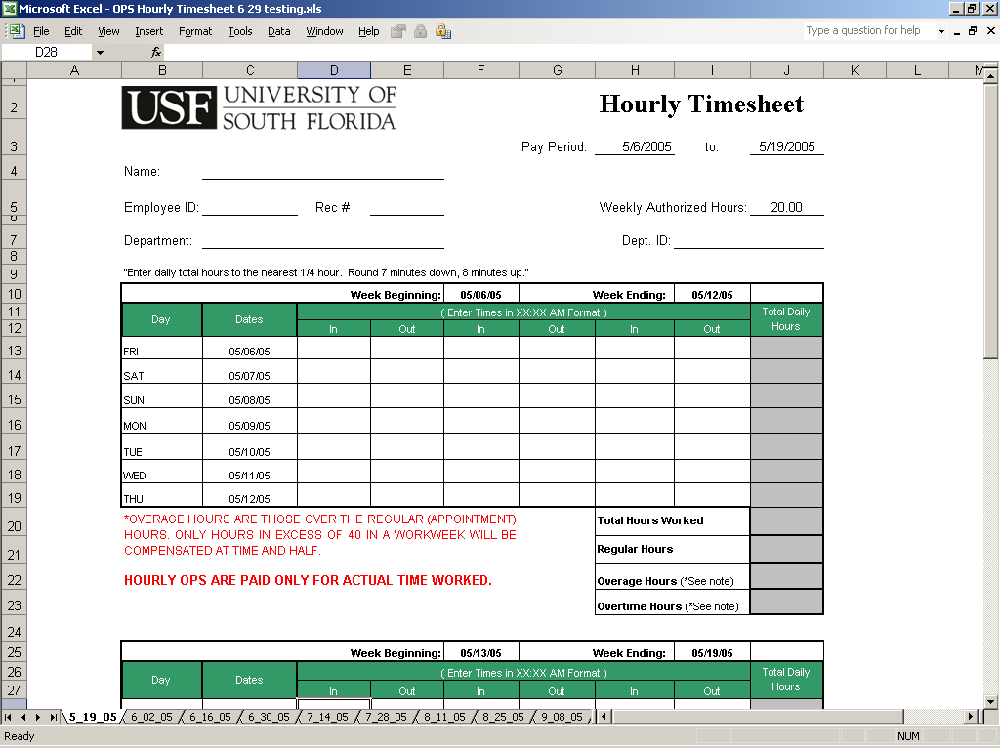 Microsoft Excel - OPS Hourly Timesheet 6 29 testing.xls
File Edit View Insert Format Tools Data Window Help Type a question for help
D28 fx
A B C D E F G H I J K L M
2 USF UNIVERSITY OF SOUTH FLORIDA Hourly Timesheet
3 Pay Period: 5/6/2005 to: 5/19/2005
4 Name:
5 Employee ID: Rec #: Weekly Authorized Hours: 20.00
7 Department: Dept. ID:
8
9 "Enter daily total hours to the nearest 1/4 hour. Round 7 minutes down, 8 minutes up."
10 Week Beginning: 05/06/05 Week Ending: 05/12/05
11 Day Dates ( Enter Times in XX:XX AM Format ) Total Daily Hours
12 In Out In Out In Out
13 FRI 05/06/05
14 SAT 05/07/05
15 SUN 05/08/05
16 MON 05/09/05
17 TUE 05/10/05
18 WED 05/11/05
19 THU 05/12/05
20 *OVERAGE HOURS ARE THOSE OVER THE REGULAR (APPOINTMENT) Total Hours Worked
HOURS. ONLY HOURS IN EXCESS OF 40 IN A WORKWEEK WILL BE
21 COMPENSATED AT TIME AND HALF. Regular Hours
22 HOURLY OPS ARE PAID ONLY FOR ACTUAL TIME WORKED. Overage Hours (*See note)
23 Overtime Hours (*See note)
24
25 Week Beginning: 05/13/05 Week Ending: 05/19/05
26 Day Dates ( Enter Times in XX:XX AM Format ) Total Daily Hours
27 In Out In Out In Out
5_19_05 6_02_05 6_16_05 6_30_05 7_14_05 7_28_05 8_11_05 8_25_05 9_08_05
Ready NUM